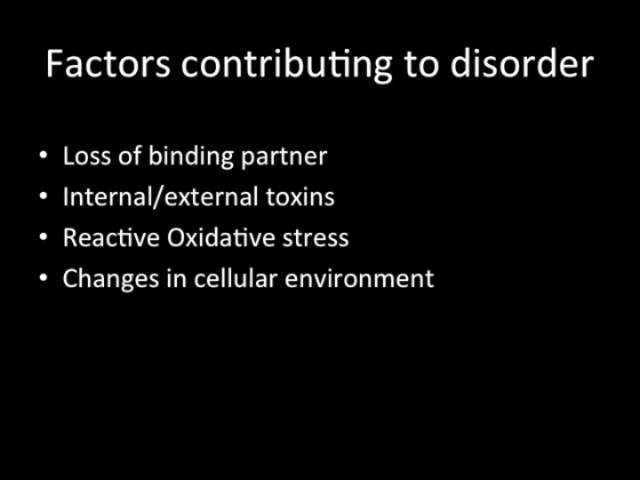 Factors contributing to disorder
• Loss of binding partner
• Internal/external toxins
• Reactive Oxidative stress
• Changes in cellular environment